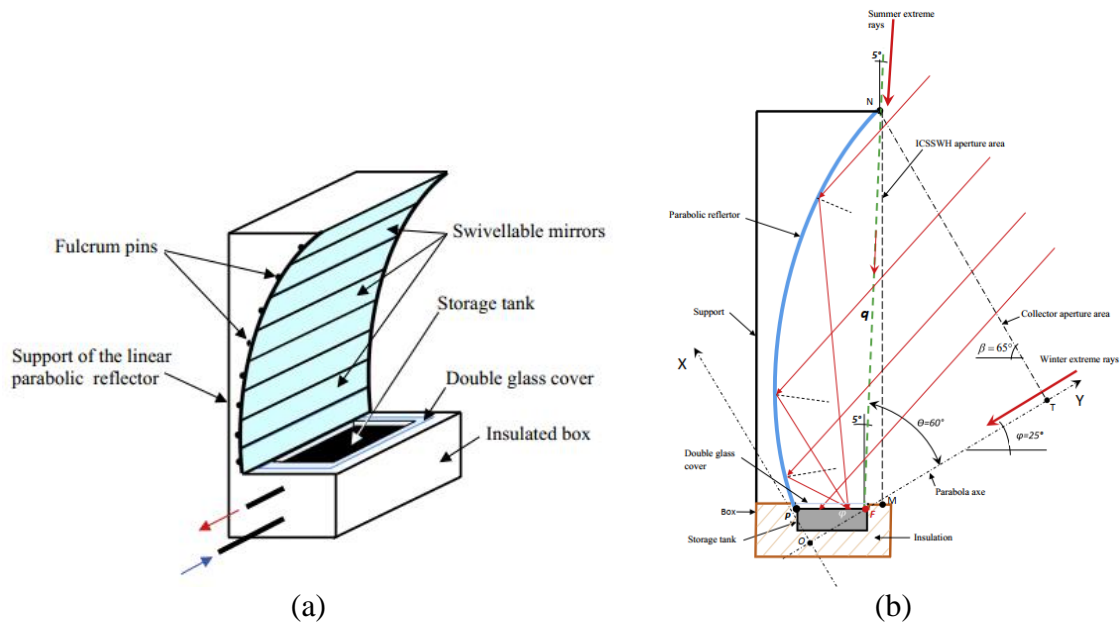 Fulcrum pins
Support of the linear
parabolic reflector
Swivellable mirrors
Storage tank
Double glass cover
Insulated box
(a)
Summer extreme
rays
5°
N
ICSSWH aperture area
Parabolic reflertor
Support
q
Collector aperture area
β = 65°
X
Winter extreme rays
T
Y
5°
Θ=60°
φ=25°
Double glass
cover
M
Parabola axe
Box
P
F
Storage tank
O
Insulation
(b)